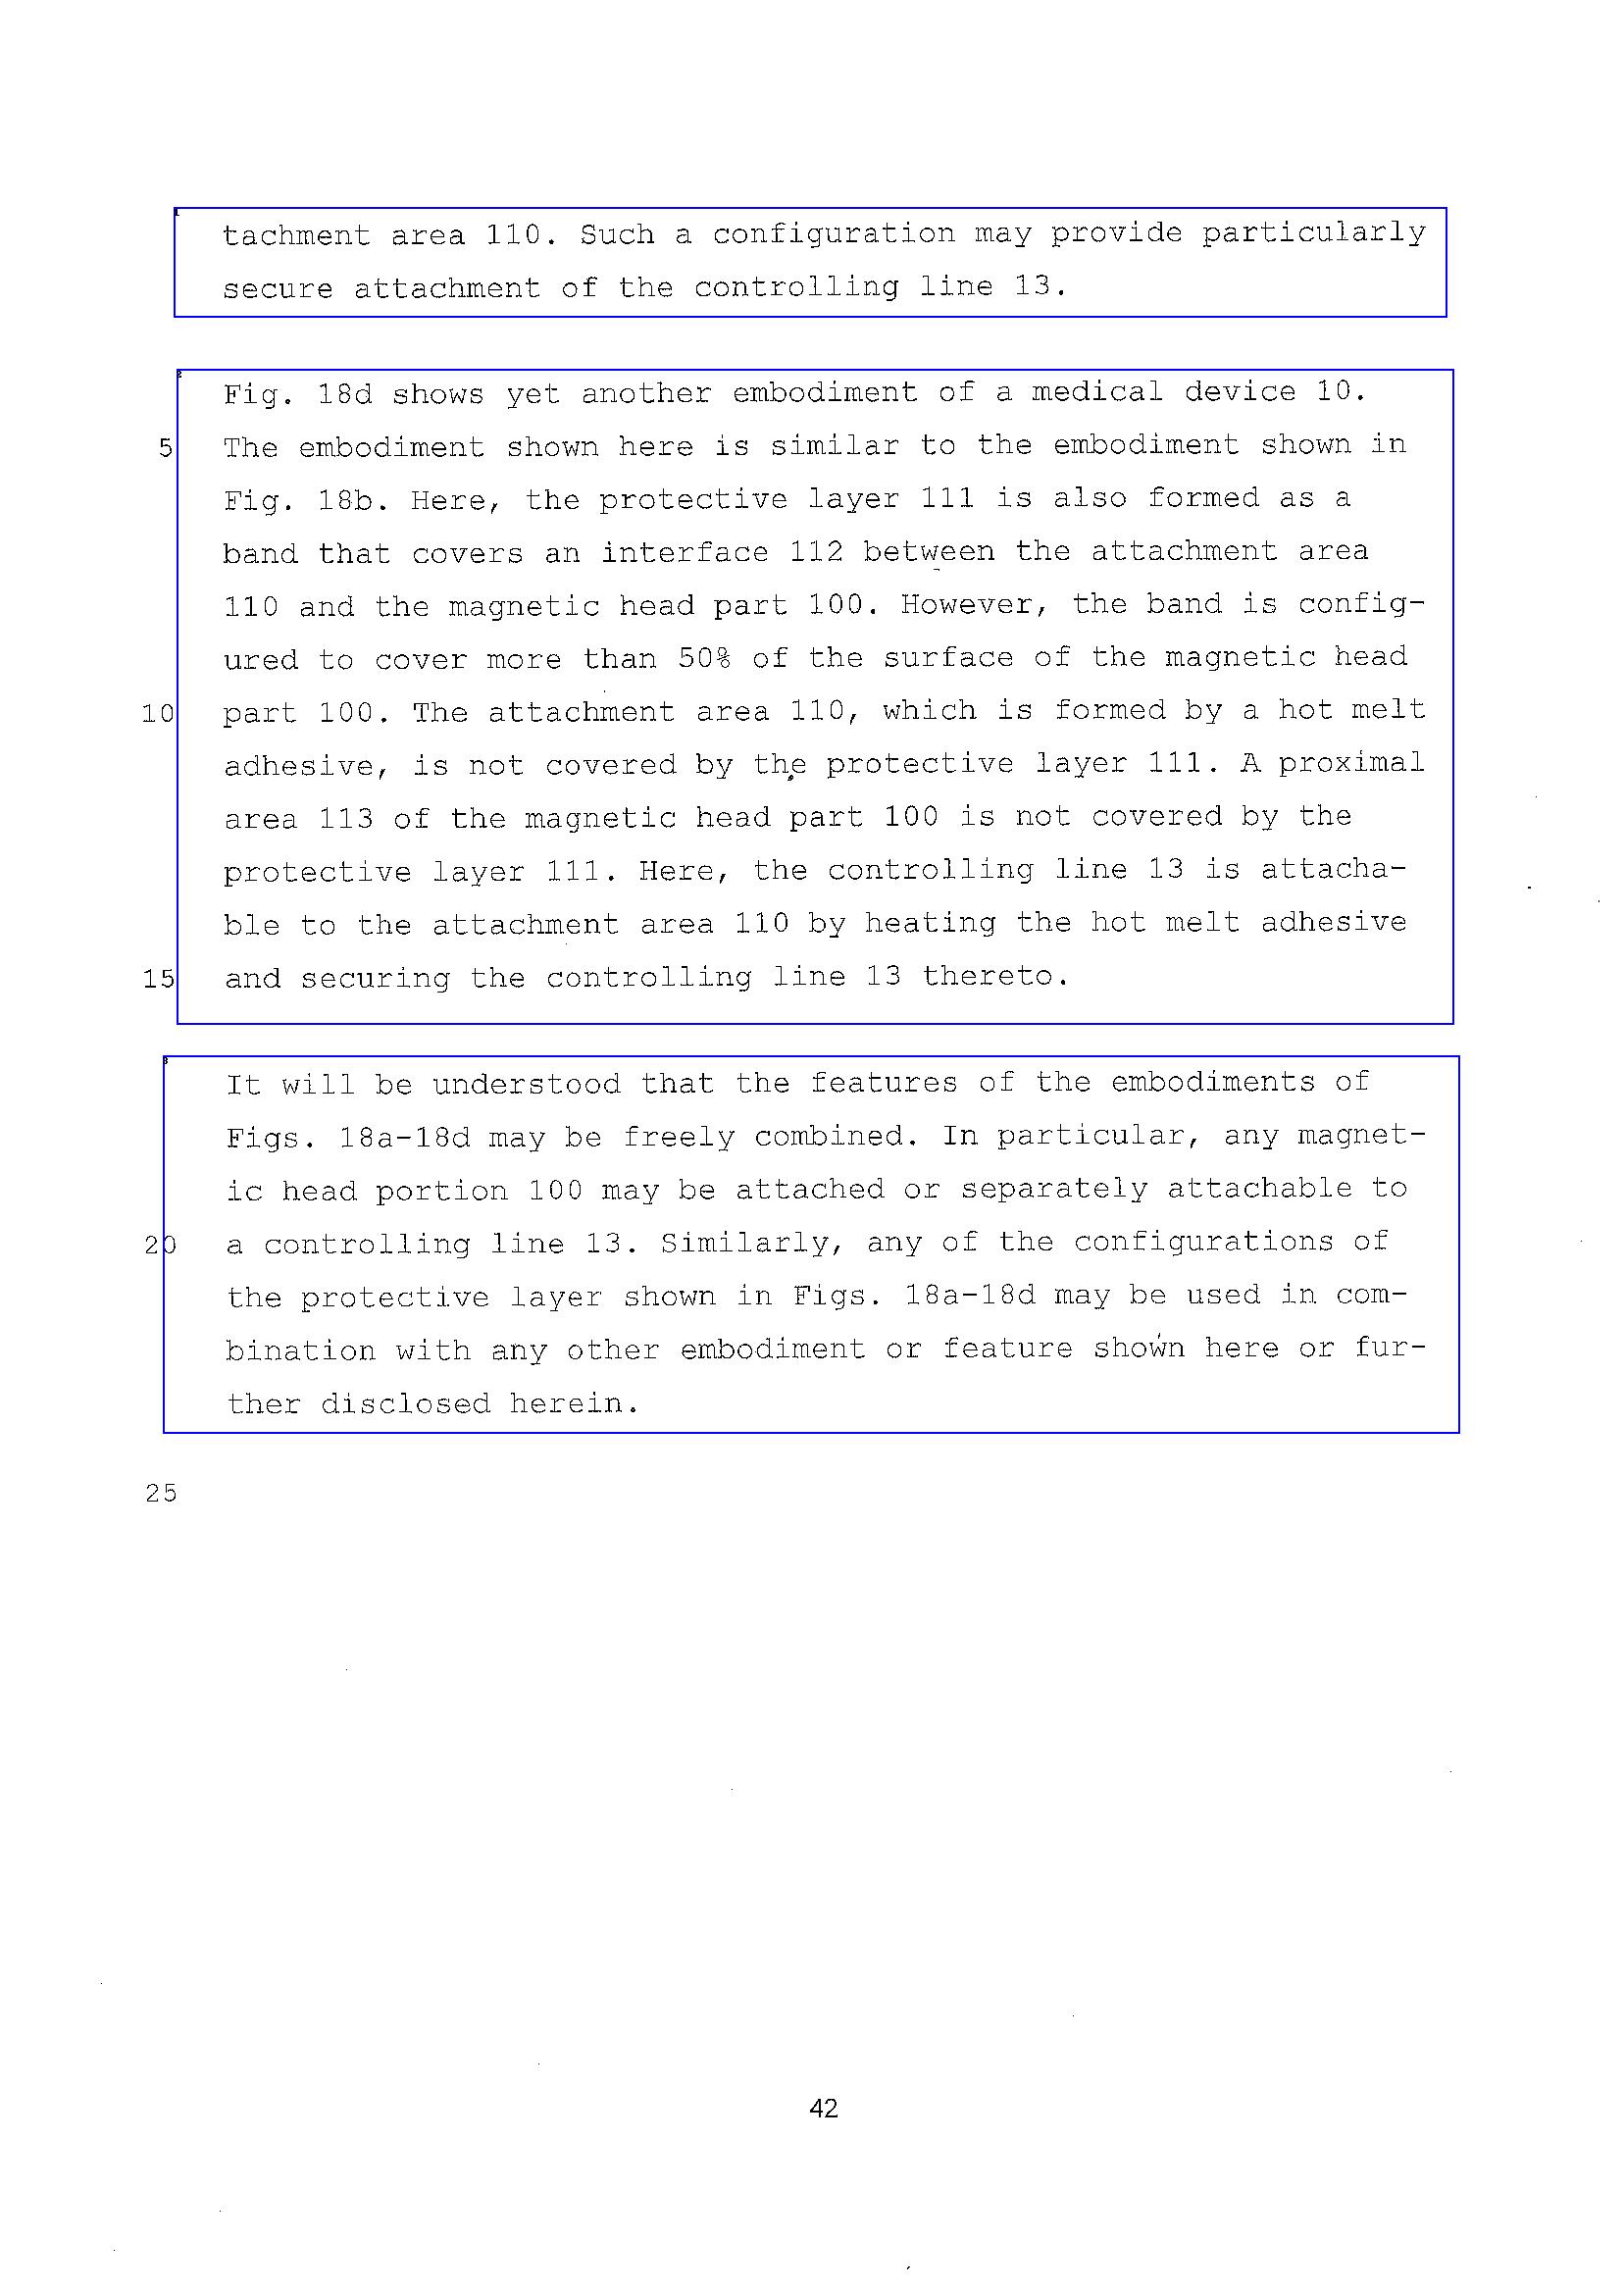 tachment area 110. Such a configuration may provide particularly
secure attachment of the controlling line 13.
Fig. 18d shows yet another embodiment of a medical device 10.
5 The embodiment shown here is similar to the embodiment shown in
Fig. 18b. Here, the protective layer 111 is also formed as a
band that covers an interface 112 between the attachment area
110 and the magnetic head part 100. However, the band is config-
ured to cover more than 50% of the surface of the magnetic head
10 part 100. The attachment area 110, which is formed by a hot melt
adhesive, is not covered by the protective layer 111. A proximal
area 113 of the magnetic head part 100 is not covered by the
protective layer 111. Here, the controlling line 13 is attacha-
ble to the attachment area 110 by heating the hot melt adhesive
15 and securing the controlling line 13 thereto.
It will be understood that the features of the embodiments of
Figs. 18a-18d may be freely combined. In particular, any magnet-
ic head portion 100 may be attached or separately attachable to
20 a controlling line 13. Similarly, any of the configurations of
the protective layer shown in Figs. 18a-18d may be used in com-
bination with any other embodiment or feature shown here or fur-
ther disclosed herein.
25
42